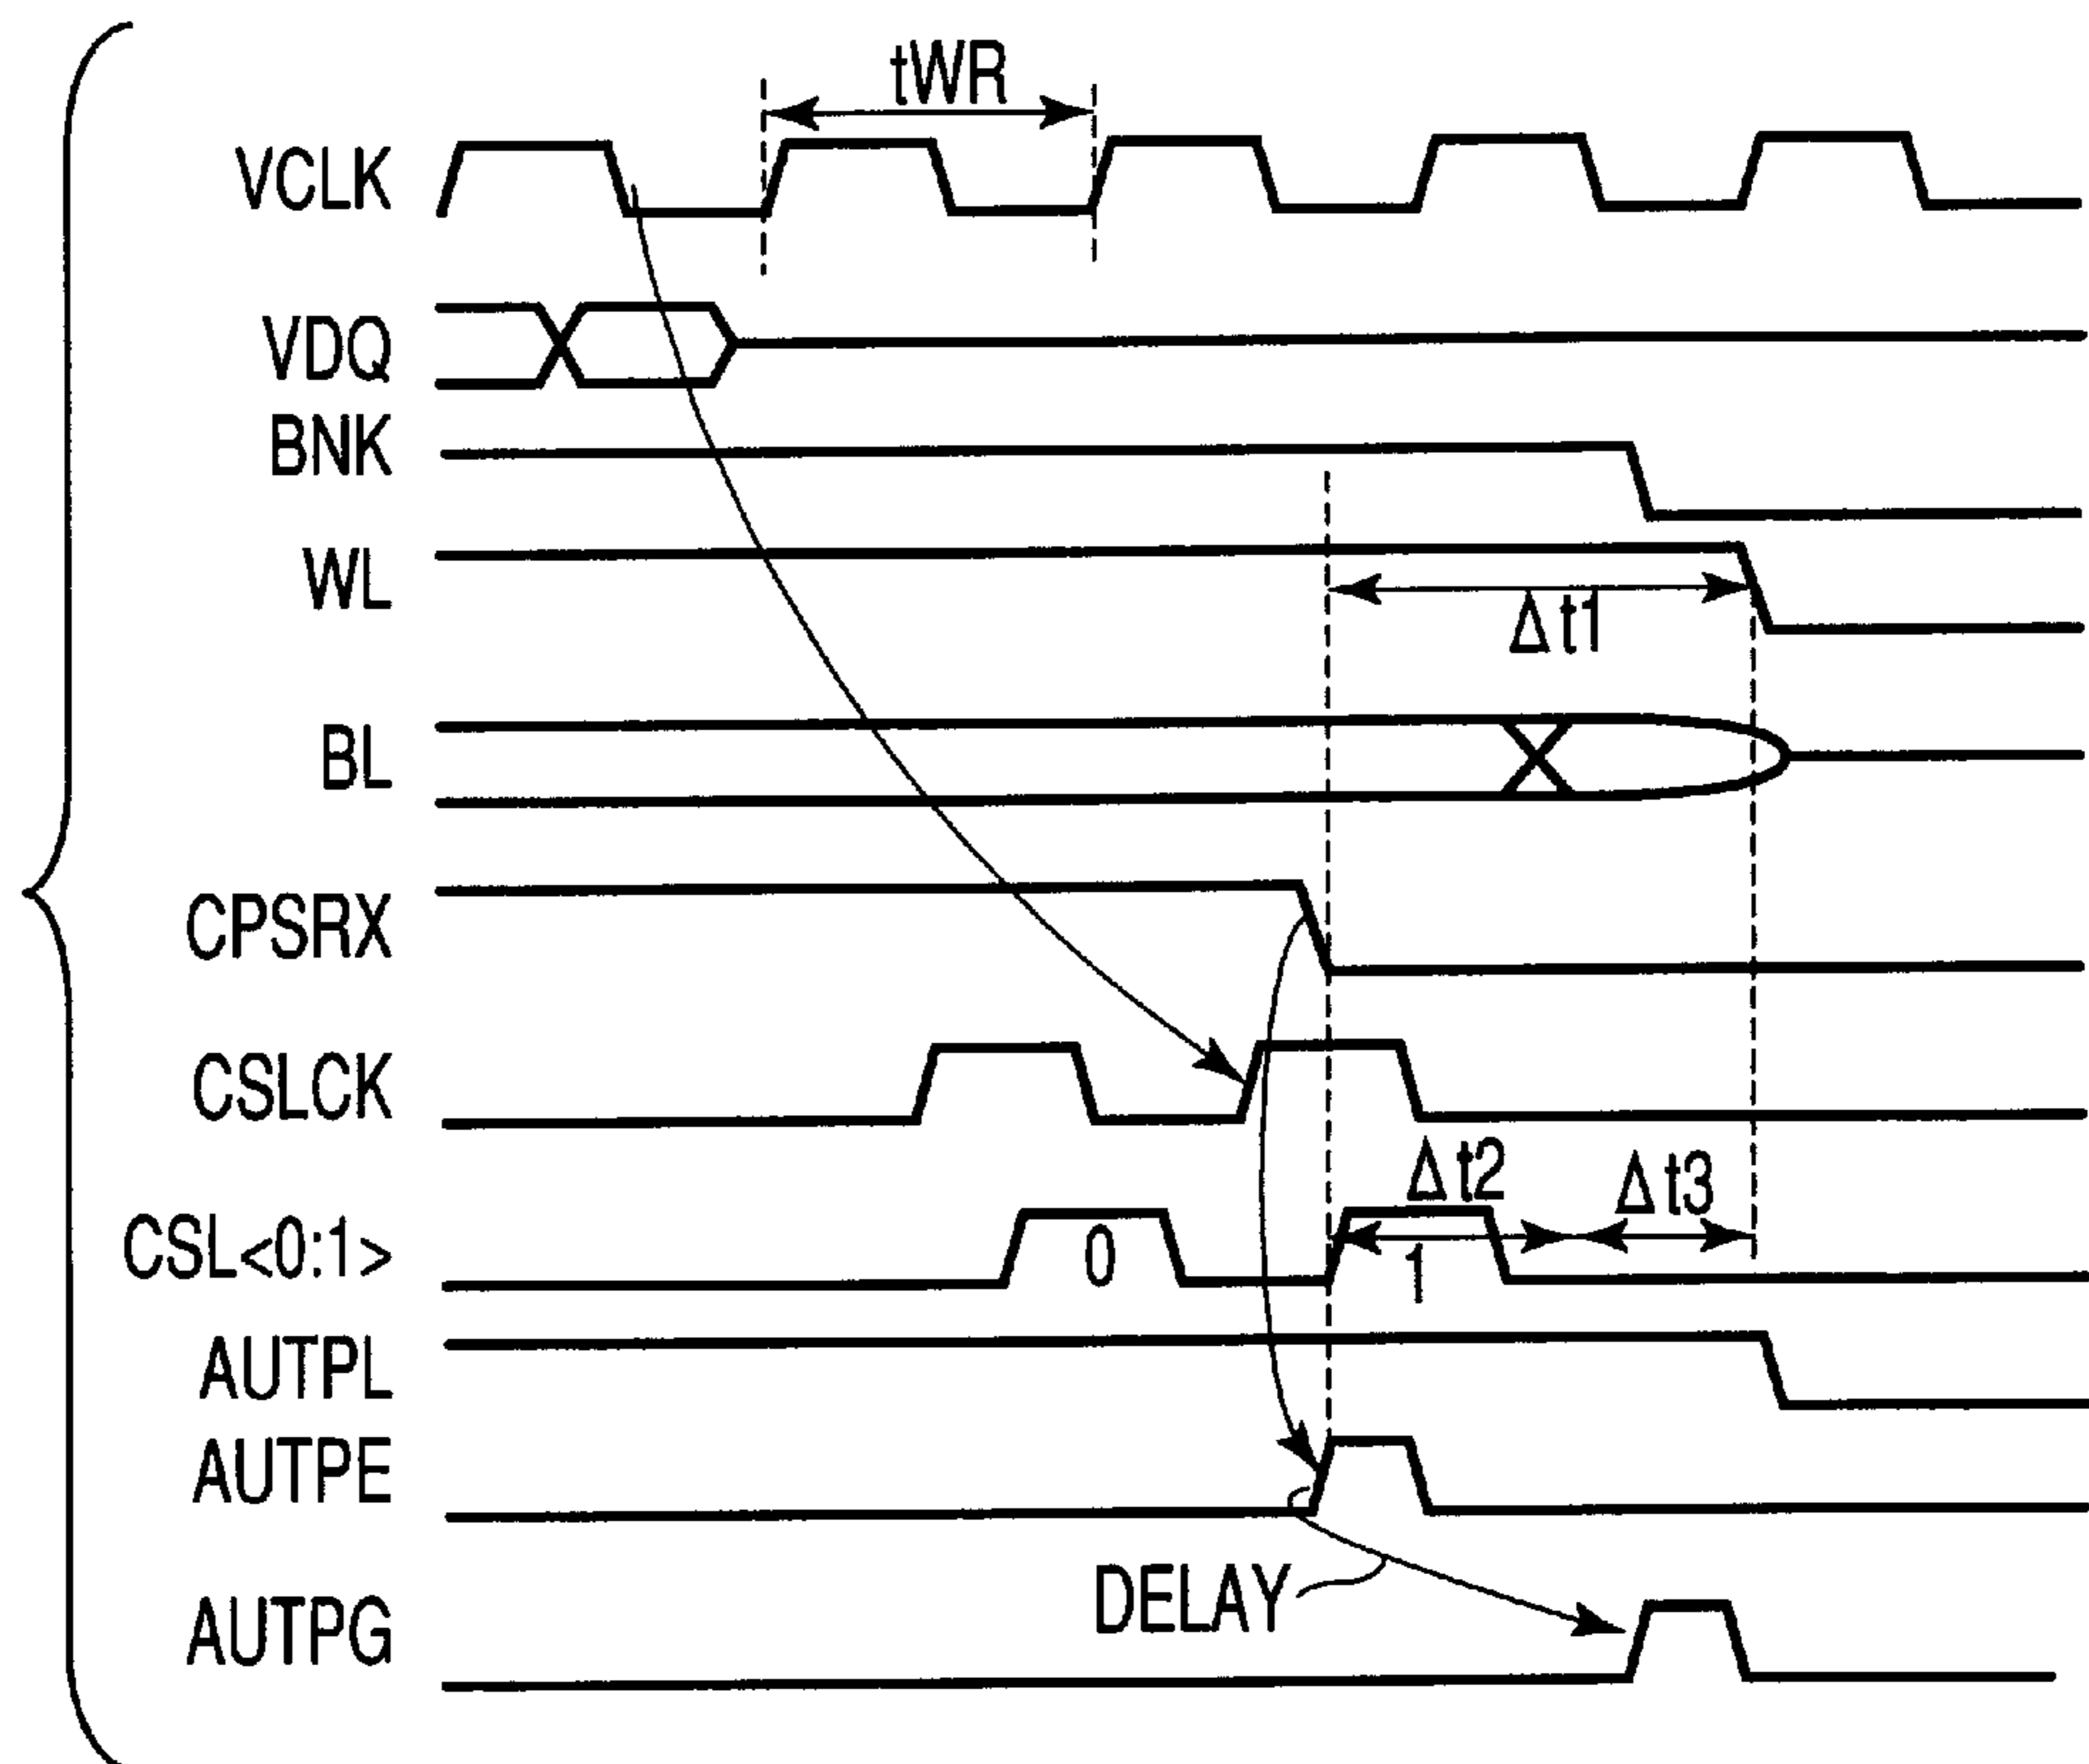 tWR
VCLK
VDQ
BNK
WL
Δt1
BL
CPSRX
CSLCK
Δt2 Δt3
CSL<0:1> 0 1
AUTPL
AUTPE
DELAY
AUTPG